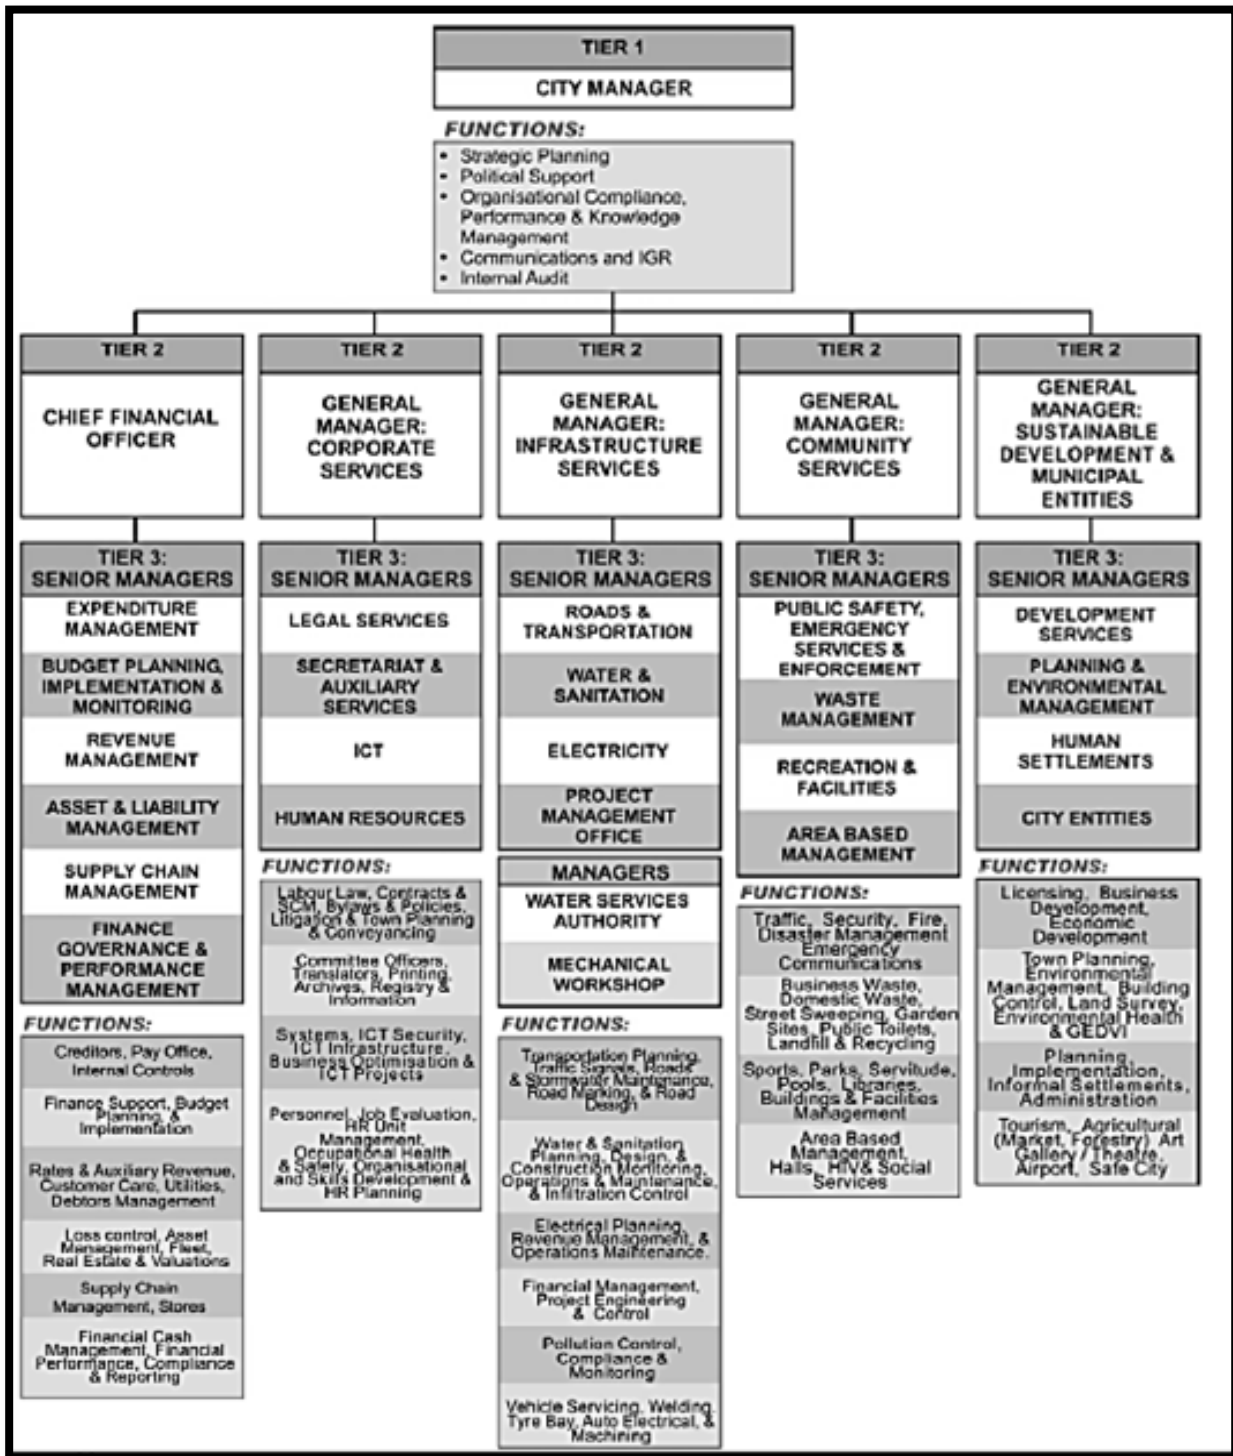 TIER 1
CITY MANAGER
FUNCTIONS:
• Strategic Planning
• Political Support
• Organisational Compliance,
Performance & Knowledge
Management
• Communications and IGR
• Internal Audit
TIER 2
CHIEF FINANCIAL
OFFICER
TIER 3:
SENIOR MANAGERS
EXPENDITURE
MANAGEMENT
BUDGET PLANNING,
IMPLEMENTATION &
MONITORING
REVENUE
MANAGEMENT
ASSET & LIABILITY
MANAGEMENT
SUPPLY CHAIN
MANAGEMENT
FINANCE
GOVERNANCE &
PERFORMANCE
MANAGEMENT
FUNCTIONS:
Creditors, Pay Office,
Internal Controls
Finance Support, Budget
Planning, &
Implementation
Rates & Auxiliary Revenue,
Customer Care, Utilities,
Debtors Management
Loss control, Asset
Management, Fleet,
Real Estate & Valuations
Supply Chain
Management, Stores
Financial Cash
Management, Financial
Performance, Compliance
& Reporting
TIER 2
GENERAL
MANAGER:
CORPORATE
SERVICES
TIER 3:
SENIOR MANAGERS
LEGAL SERVICES
SECRETARIAT &
AUXILIARY
SERVICES
ICT
HUMAN RESOURCES
FUNCTIONS:
Labour Law, Contracts &
SCM, Bylaws & Policies,
Litigation & Town Planning
& Conveyancing
Committee Officers,
Translators, Printing,
Archives, Registry &
Information
Systems, ICT Security,
ICT Infrastructure,
Business Optimisation &
ICT Projects
Personnel, Job Evaluation,
HR Unit
Management,
Occupational Health
& Safety, Organisational
and Skills Development &
HR Planning
TIER 2
GENERAL
MANAGER:
INFRASTRUCTURE
SERVICES
TIER 3:
SENIOR MANAGERS
ROADS &
TRANSPORTATION
WATER &
SANITATION
ELECTRICITY
PROJECT
MANAGEMENT
OFFICE
MANAGERS
WATER SERVICES
AUTHORITY
MECHANICAL
WORKSHOP
FUNCTIONS:
Transportation Planning,
Traffic Signals, Roads
& Stormwater Maintenance,
Road Marking, & Road
Design
Water & Sanitation
Planning, Design, &
Construction Monitoring,
Operations & Maintenance,
& Infiltration Control
Electrical Planning,
Revenue Management, &
Operations Maintenance.
Financial Management,
Project Engineering
& Control
Pollution Control,
Compliance &
Monitoring
Vehicle Servicing, Welding,
Tyre Bay, Auto Electrical, &
Machining
TIER 2
GENERAL
MANAGER:
COMMUNITY
SERVICES
TIER 3:
SENIOR MANAGERS
PUBLIC SAFETY,
EMERGENCY
SERVICES &
ENFORCEMENT
WASTE
MANAGEMENT
RECREATION &
FACILITIES
AREA BASED
MANAGEMENT
FUNCTIONS:
Traffic, Security, Fire,
Disaster Management
Emergency
Communications
Business Waste,
Domestic Waste,
Street Sweeping, Garden
Sites, Public Toilets,
Landfill & Recycling
Sports, Parks, Servitude,
Pools, Libraries,
Buildings & Facilities
Management
Area Based
Management,
Halls, HIV& Social
Services
TIER 2
GENERAL
MANAGER:
SUSTAINABLE
DEVELOPMENT &
MUNICIPAL
ENTITIES
TIER 3:
SENIOR MANAGERS
DEVELOPMENT
SERVICES
PLANNING &
ENVIRONMENTAL
MANAGEMENT
HUMAN
SETTLEMENTS
CITY ENTITIES
FUNCTIONS:
Licensing, Business
Development,
Economic
Development
Town Planning,
Environmental
Management, Building
Control, Land Survey,
Environmental Health
& GEDVI
Planning,
Implementation,
Informal Settlements,
Administration
Tourism, Agricultural
(Market, Forestry) Art
Gallery / Theatre,
Airport, Safe City